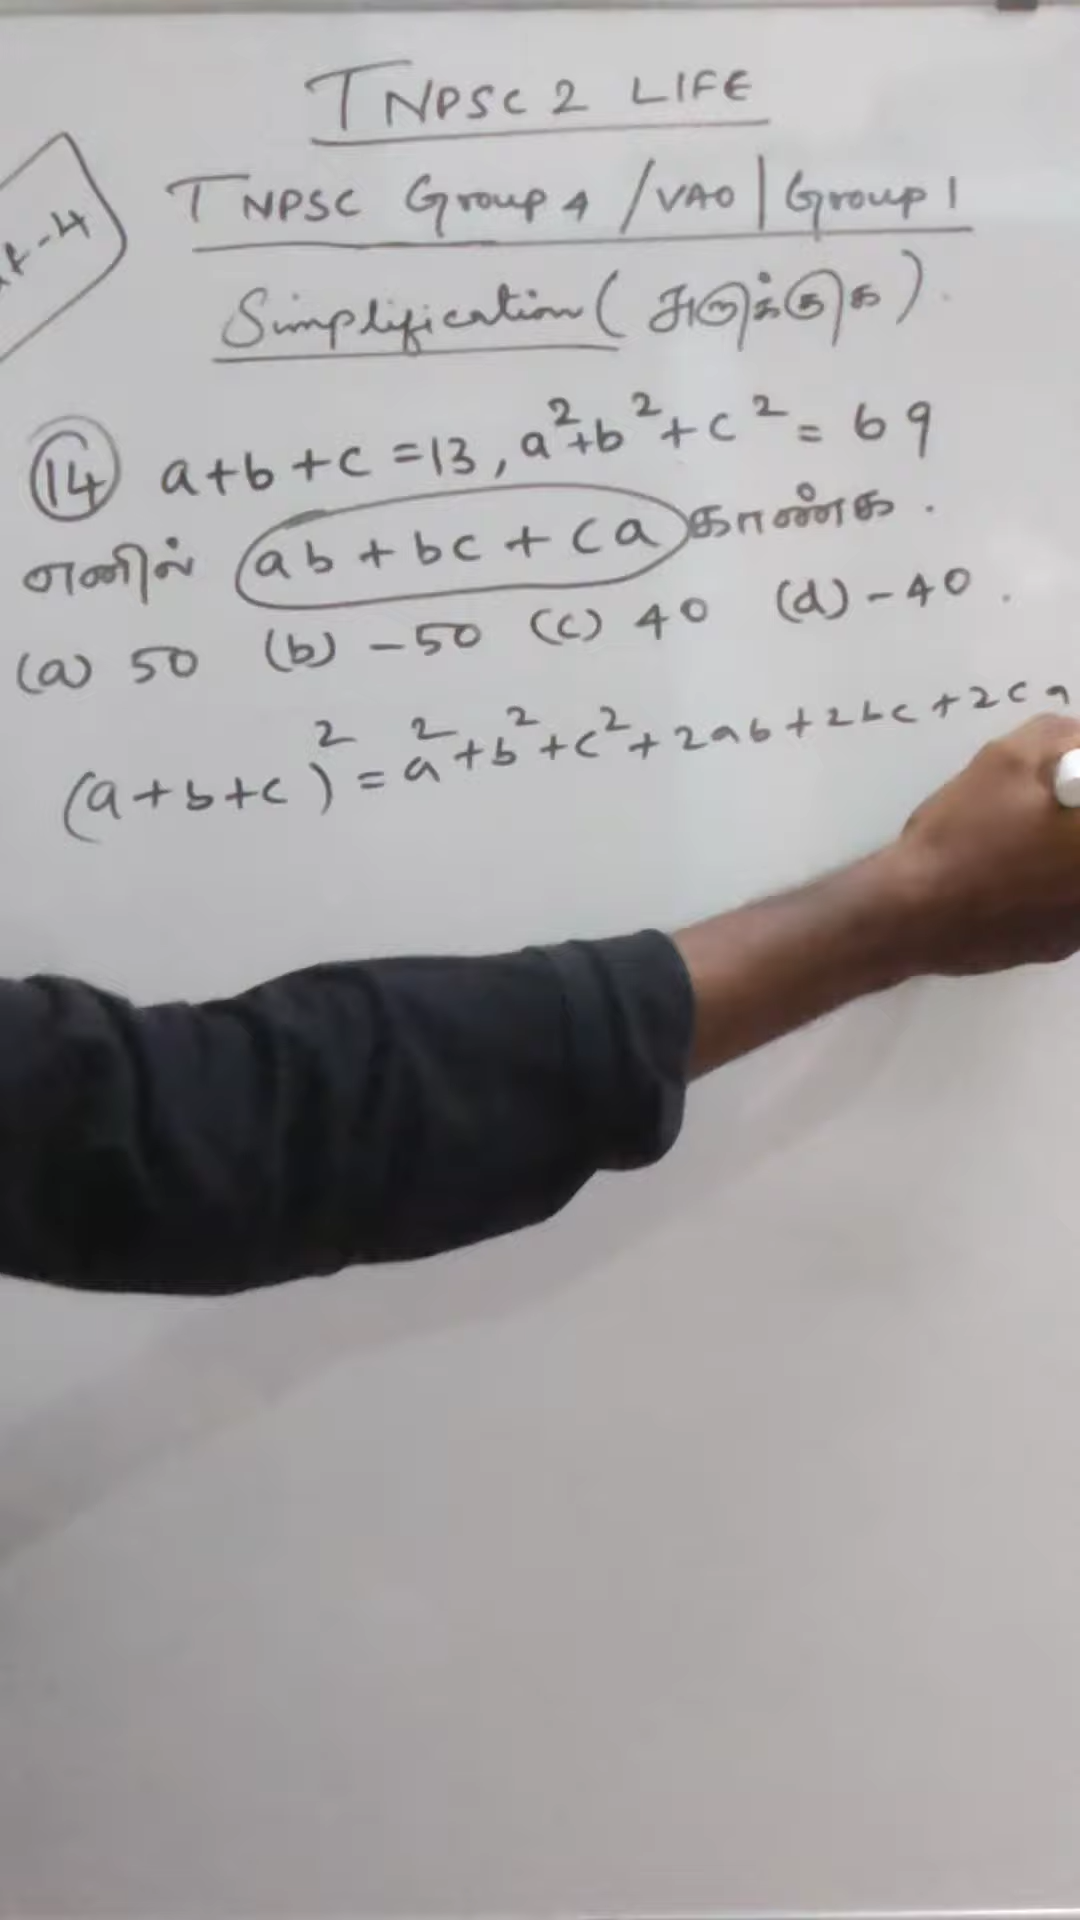 TNPSC 2 LIFE
TNPSC Group 4 /VAO | Group 1
Simplification ( சுருக்குக ).
14 a+b+c =13, a²+b²+c² = 69
எனில் ab + bc + ca காண்க.
(a) 50 (b) -50 (c) 40 (d) -40.
(a+b+c)² = a²+b²+c²+2ab+2bc+2ca